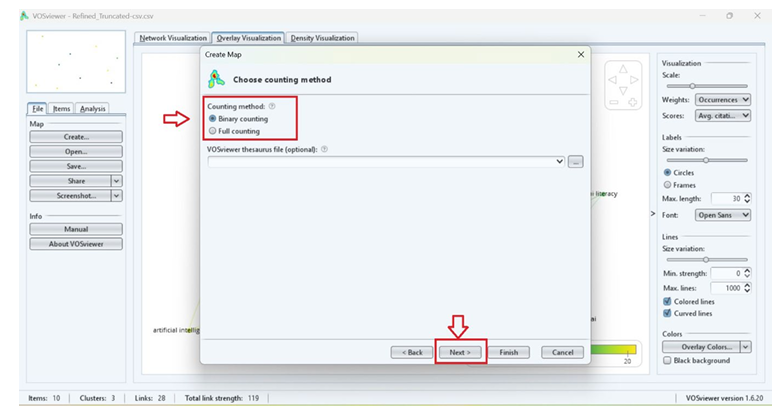 VOSviewer - Refined_Truncated-csv.csv
Network Visualization Overlay Visualization Density Visualization
File Items Analysis
Map
Create...
Open...
Save...
Share
Screenshot...
Info
Manual
About VOSviewer
Create Map
Choose counting method
Counting method:
Binary counting
Full counting
VOSviewer thesaurus file (optional):
...
< Back Next > Finish Cancel
ai literacy
artificial intellig
ai
20
Visualization
Scale:
Weights: Occurrences
Scores: Avg. citati...
Labels
Size variation:
Circles
Frames
Max. length: 30
> Font: Open Sans
Lines
Size variation:
Min. strength: 0
Max. lines: 1000
Colored lines
Curved lines
Colors
Overlay Colors...
Black background
Items: 10 Clusters: 3 Links: 28 Total link strength: 119 VOSviewer version 1.6.20